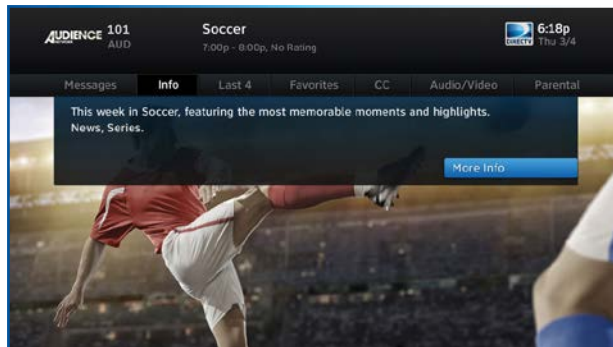 AUDIENCE NETWORK 101
AUD
Soccer
7:00p - 8:00p, No Rating
DIRECTV
6:18p
Thu 3/4
Messages Info Last 4 Favorites CC Audio/Video Parental
This week in Soccer, featuring the most memorable moments and highlights.
News, Series.
More Info